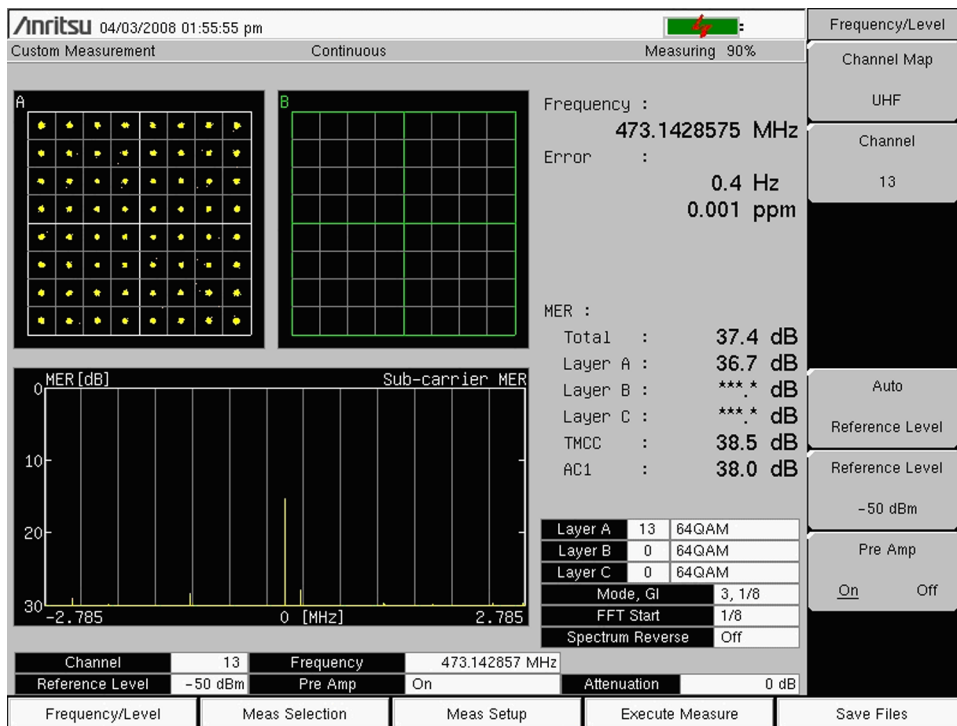 Anritsu 04/03/2008 01:55:55 pm
Frequency/Level
Custom Measurement Continuous Measuring 90%
Channel Map
UHF
Channel
13
A
B
Frequency :
473.1428575 MHz
Error :
0.4 Hz
0.001 ppm
MER :
Total : 37.4 dB
Layer A : 36.7 dB
Layer B : ***.* dB
Layer C : ***.* dB
TMCC : 38.5 dB
AC1 : 38.0 dB
MER[dB] Sub-carrier MER
0
10
20
30
-2.785 0 [MHz] 2.785
Auto
Reference Level
Reference Level
-50 dBm
Pre Amp
On Off
Layer A 13 64QAM
Layer B 0 64QAM
Layer C 0 64QAM
Mode, GI 3, 1/8
FFT Start 1/8
Spectrum Reverse Off
Channel 13 Frequency 473.142857 MHz
Reference Level -50 dBm Pre Amp On Attenuation 0 dB
Frequency/Level Meas Selection Meas Setup Execute Measure Save Files